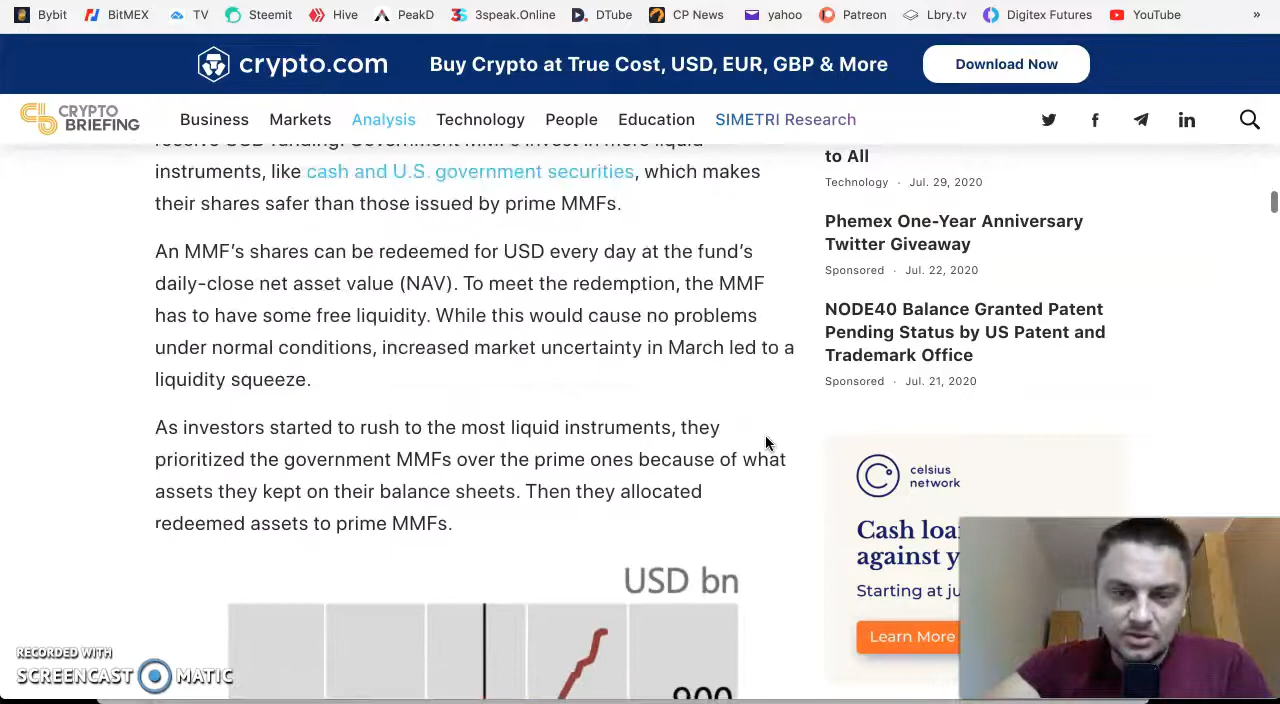 Bybit BitMEX TV Steemit Hive PeakD 3speak.Online DTube CP News yahoo Patreon Lbry.tv Digitex Futures YouTube »
crypto.com Buy Crypto at True Cost, USD, EUR, GBP & More Download Now
CRYPTO
BRIEFING
Business Markets Analysis Technology People Education SIMETRI Research
receive USD funding. Government MMFs invest in more liquid
instruments, like cash and U.S. government securities, which makes
their shares safer than those issued by prime MMFs.
An MMF’s shares can be redeemed for USD every day at the fund’s
daily-close net asset value (NAV). To meet the redemption, the MMF
has to have some free liquidity. While this would cause no problems
under normal conditions, increased market uncertainty in March led to a
liquidity squeeze.
As investors started to rush to the most liquid instruments, they
prioritized the government MMFs over the prime ones because of what
assets they kept on their balance sheets. Then they allocated
redeemed assets to prime MMFs.
USD bn
900
to All
Technology · Jul. 29, 2020
Phemex One-Year Anniversary
Twitter Giveaway
Sponsored · Jul. 22, 2020
NODE40 Balance Granted Patent
Pending Status by US Patent and
Trademark Office
Sponsored · Jul. 21, 2020
celsius
network
Cash loa
against y
Starting at ju
Learn More
RECORDED WITH
SCREENCAST MATIC